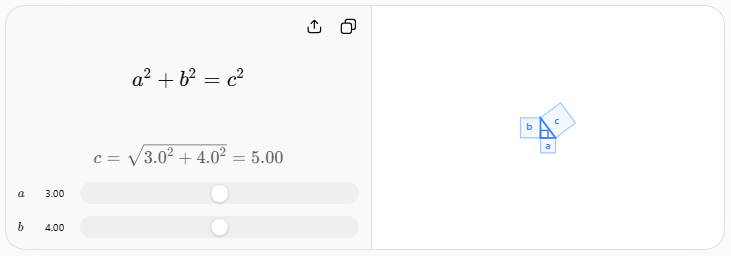 a² + b² = c²
c = √(3.0² + 4.0²) = 5.00
a 3.00
b 4.00
b c
a